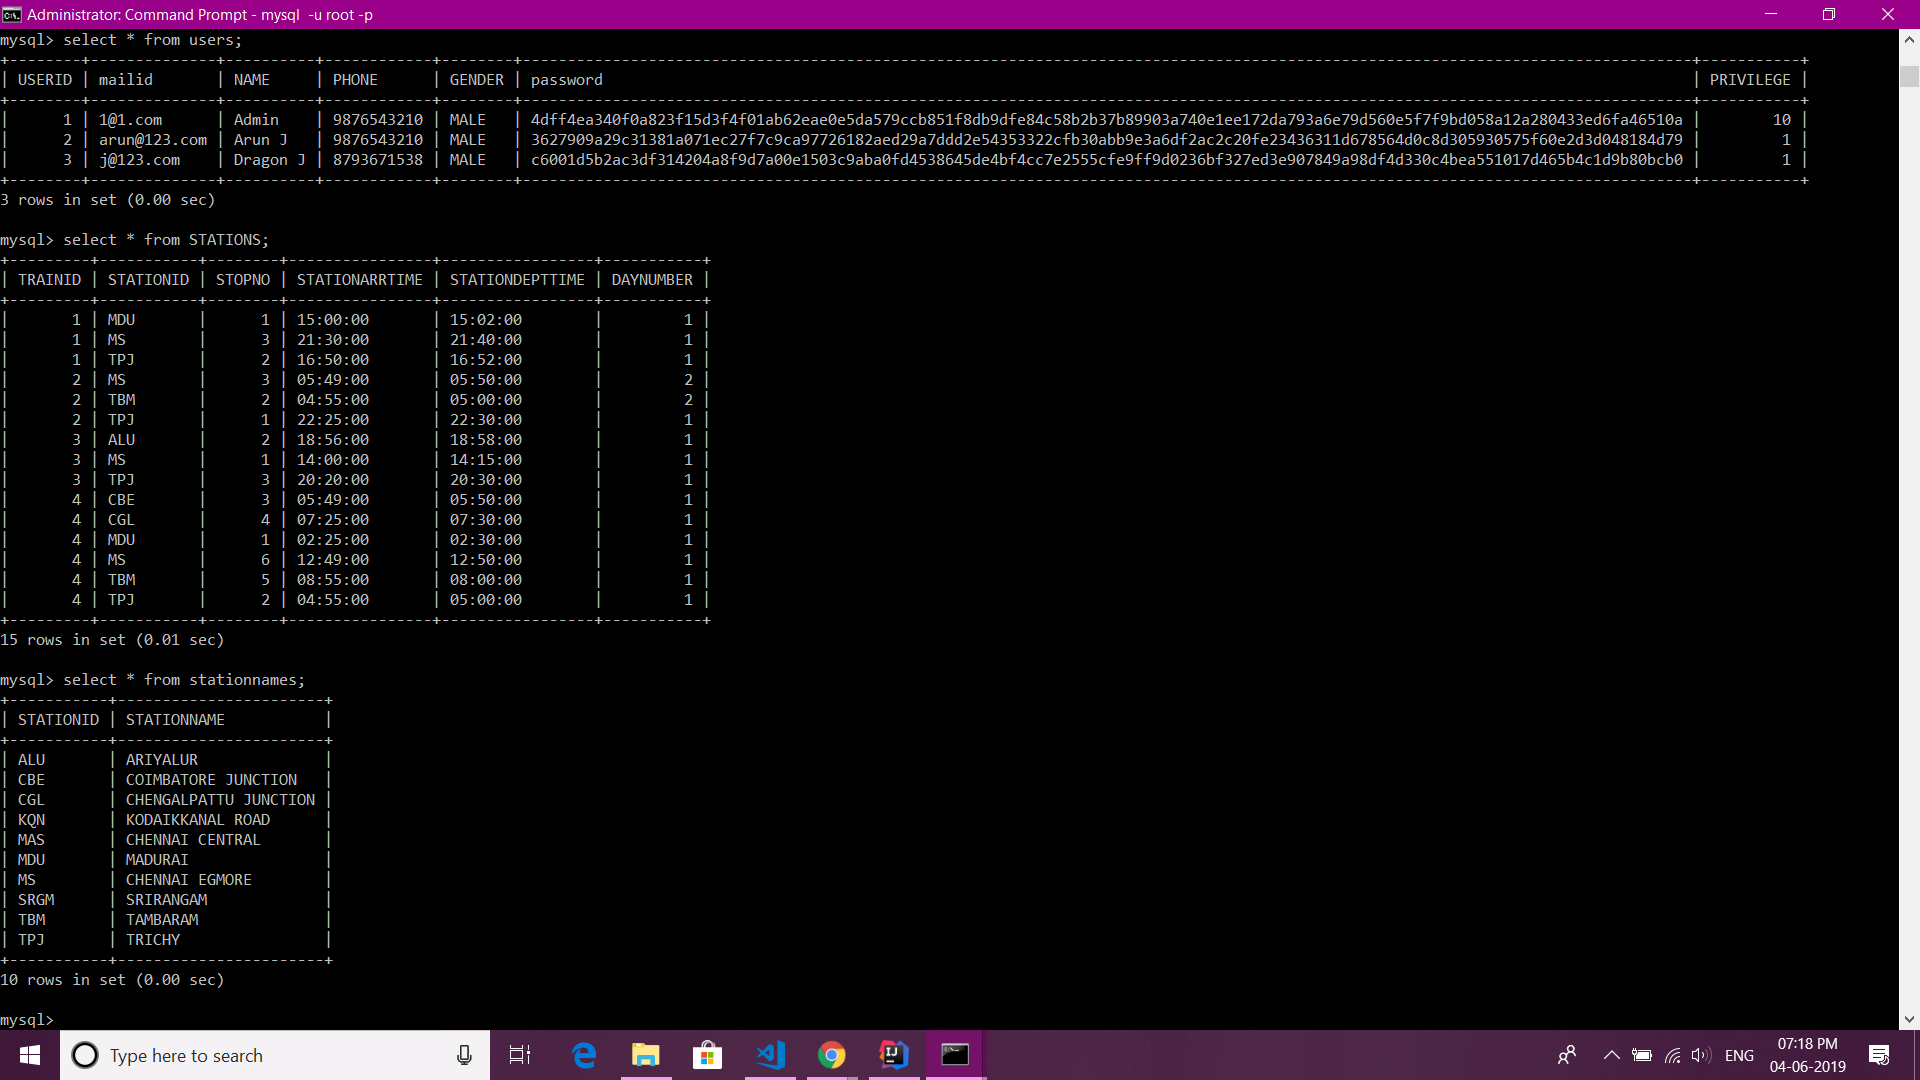 Administrator: Command Prompt - mysql  -u root -p
mysql> select * from users;
+--------+--------------+----------+------------+--------+----------------------------------------------------------------------------------------------------------------------------------+-----------+
| USERID | mailid       | NAME     | PHONE      | GENDER | password                                                                                                                         | PRIVILEGE |
+--------+--------------+----------+------------+--------+----------------------------------------------------------------------------------------------------------------------------------+-----------+
|      1 | 1@1.com      | Admin    | 9876543210 | MALE   | 4dff4ea340f0a823f15d3f4f01ab62eae0e5da579ccb851f8db9dfe84c58b2b37b89903a740e1ee172da793a6e79d560e5f7f9bd058a12a280433ed6fa46510a |        10 |
|      2 | arun@123.com | Arun J   | 9876543210 | MALE   | 3627909a29c31381a071ec27f7c9ca97726182aed29a7ddd2e54353322cfb30abb9e3a6df2ac2c20fe23436311d678564d0c8d305930575f60e2d3d048184d79 |         1 |
|      3 | j@123.com    | Dragon J | 8793671538 | MALE   | c6001d5b2ac3df314204a8f9d7a00e1503c9aba0fd4538645de4bf4cc7e2555cfe9ff9d0236bf327ed3e907849a98df4d330c4bea551017d465b4c1d9b80bcb0 |         1 |
+--------+--------------+----------+------------+--------+----------------------------------------------------------------------------------------------------------------------------------+-----------+
3 rows in set (0.00 sec)
mysql> select * from STATIONS;
+---------+-----------+--------+----------------+-----------------+-----------+
| TRAINID | STATIONID | STOPNO | STATIONARRTIME | STATIONDEPTTIME | DAYNUMBER |
+---------+-----------+--------+----------------+-----------------+-----------+
|       1 | MDU       |      1 | 15:00:00       | 15:02:00        |         1 |
|       1 | MS        |      3 | 21:30:00       | 21:40:00        |         1 |
|       1 | TPJ       |      2 | 16:50:00       | 16:52:00        |         1 |
|       2 | MS        |      3 | 05:49:00       | 05:50:00        |         2 |
|       2 | TBM       |      2 | 04:55:00       | 05:00:00        |         2 |
|       2 | TPJ       |      1 | 22:25:00       | 22:30:00        |         1 |
|       3 | ALU       |      2 | 18:56:00       | 18:58:00        |         1 |
|       3 | MS        |      1 | 14:00:00       | 14:15:00        |         1 |
|       3 | TPJ       |      3 | 20:20:00       | 20:30:00        |         1 |
|       4 | CBE       |      3 | 05:49:00       | 05:50:00        |         1 |
|       4 | CGL       |      4 | 07:25:00       | 07:30:00        |         1 |
|       4 | MDU       |      1 | 02:25:00       | 02:30:00        |         1 |
|       4 | MS        |      6 | 12:49:00       | 12:50:00        |         1 |
|       4 | TBM       |      5 | 08:55:00       | 08:00:00        |         1 |
|       4 | TPJ       |      2 | 04:55:00       | 05:00:00        |         1 |
+---------+-----------+--------+----------------+-----------------+-----------+
15 rows in set (0.01 sec)
mysql> select * from stationnames;
+-----------+-----------------------+
| STATIONID | STATIONNAME           |
+-----------+-----------------------+
| ALU       | ARIYALUR              |
| CBE       | COIMBATORE JUNCTION   |
| CGL       | CHENGALPATTU JUNCTION |
| KQN       | KODAIKKANAL ROAD      |
| MAS       | CHENNAI CENTRAL       |
| MDU       | MADURAI               |
| MS        | CHENNAI EGMORE        |
| SRGM      | SRIRANGAM             |
| TBM       | TAMBARAM              |
| TPJ       | TRICHY                |
+-----------+-----------------------+
10 rows in set (0.00 sec)
mysql>
Type here to search
ENG
07:18 PM
04-06-2019